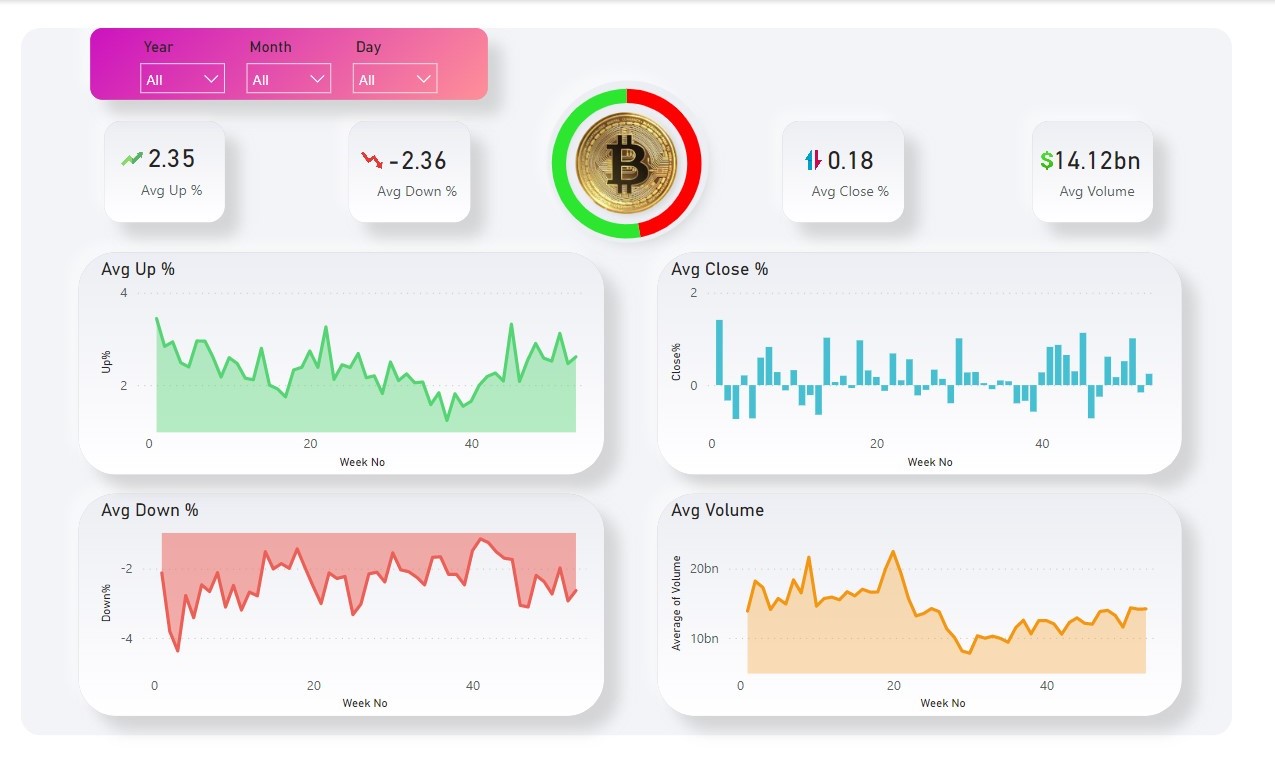 Year Month Day
All All All
2.35
Avg Up %
-2.36
Avg Down %
B
0.18
Avg Close %
$14.12bn
Avg Volume
Avg Up %
4
2
Up%
0 20 40
Week No
Avg Close %
2
0
Close%
0 20 40
Week No
Avg Down %
-2
-4
Down%
0 20 40
Week No
Avg Volume
20bn
10bn
Average of Volume
0 20 40
Week No